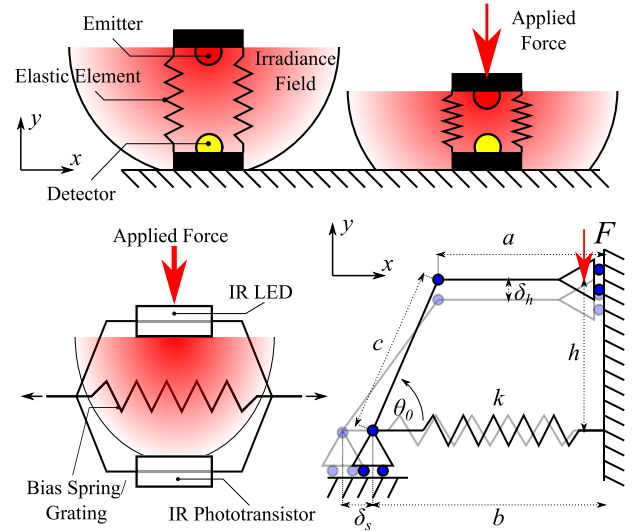 Emitter
Elastic Element
Irradiance
Field
Detector
y
x
Applied
Force
Applied Force
IR LED
Bias Spring/
Grating
IR Phototransistor
y
x
a
F
δh
c
h
θ0
k
δs
b